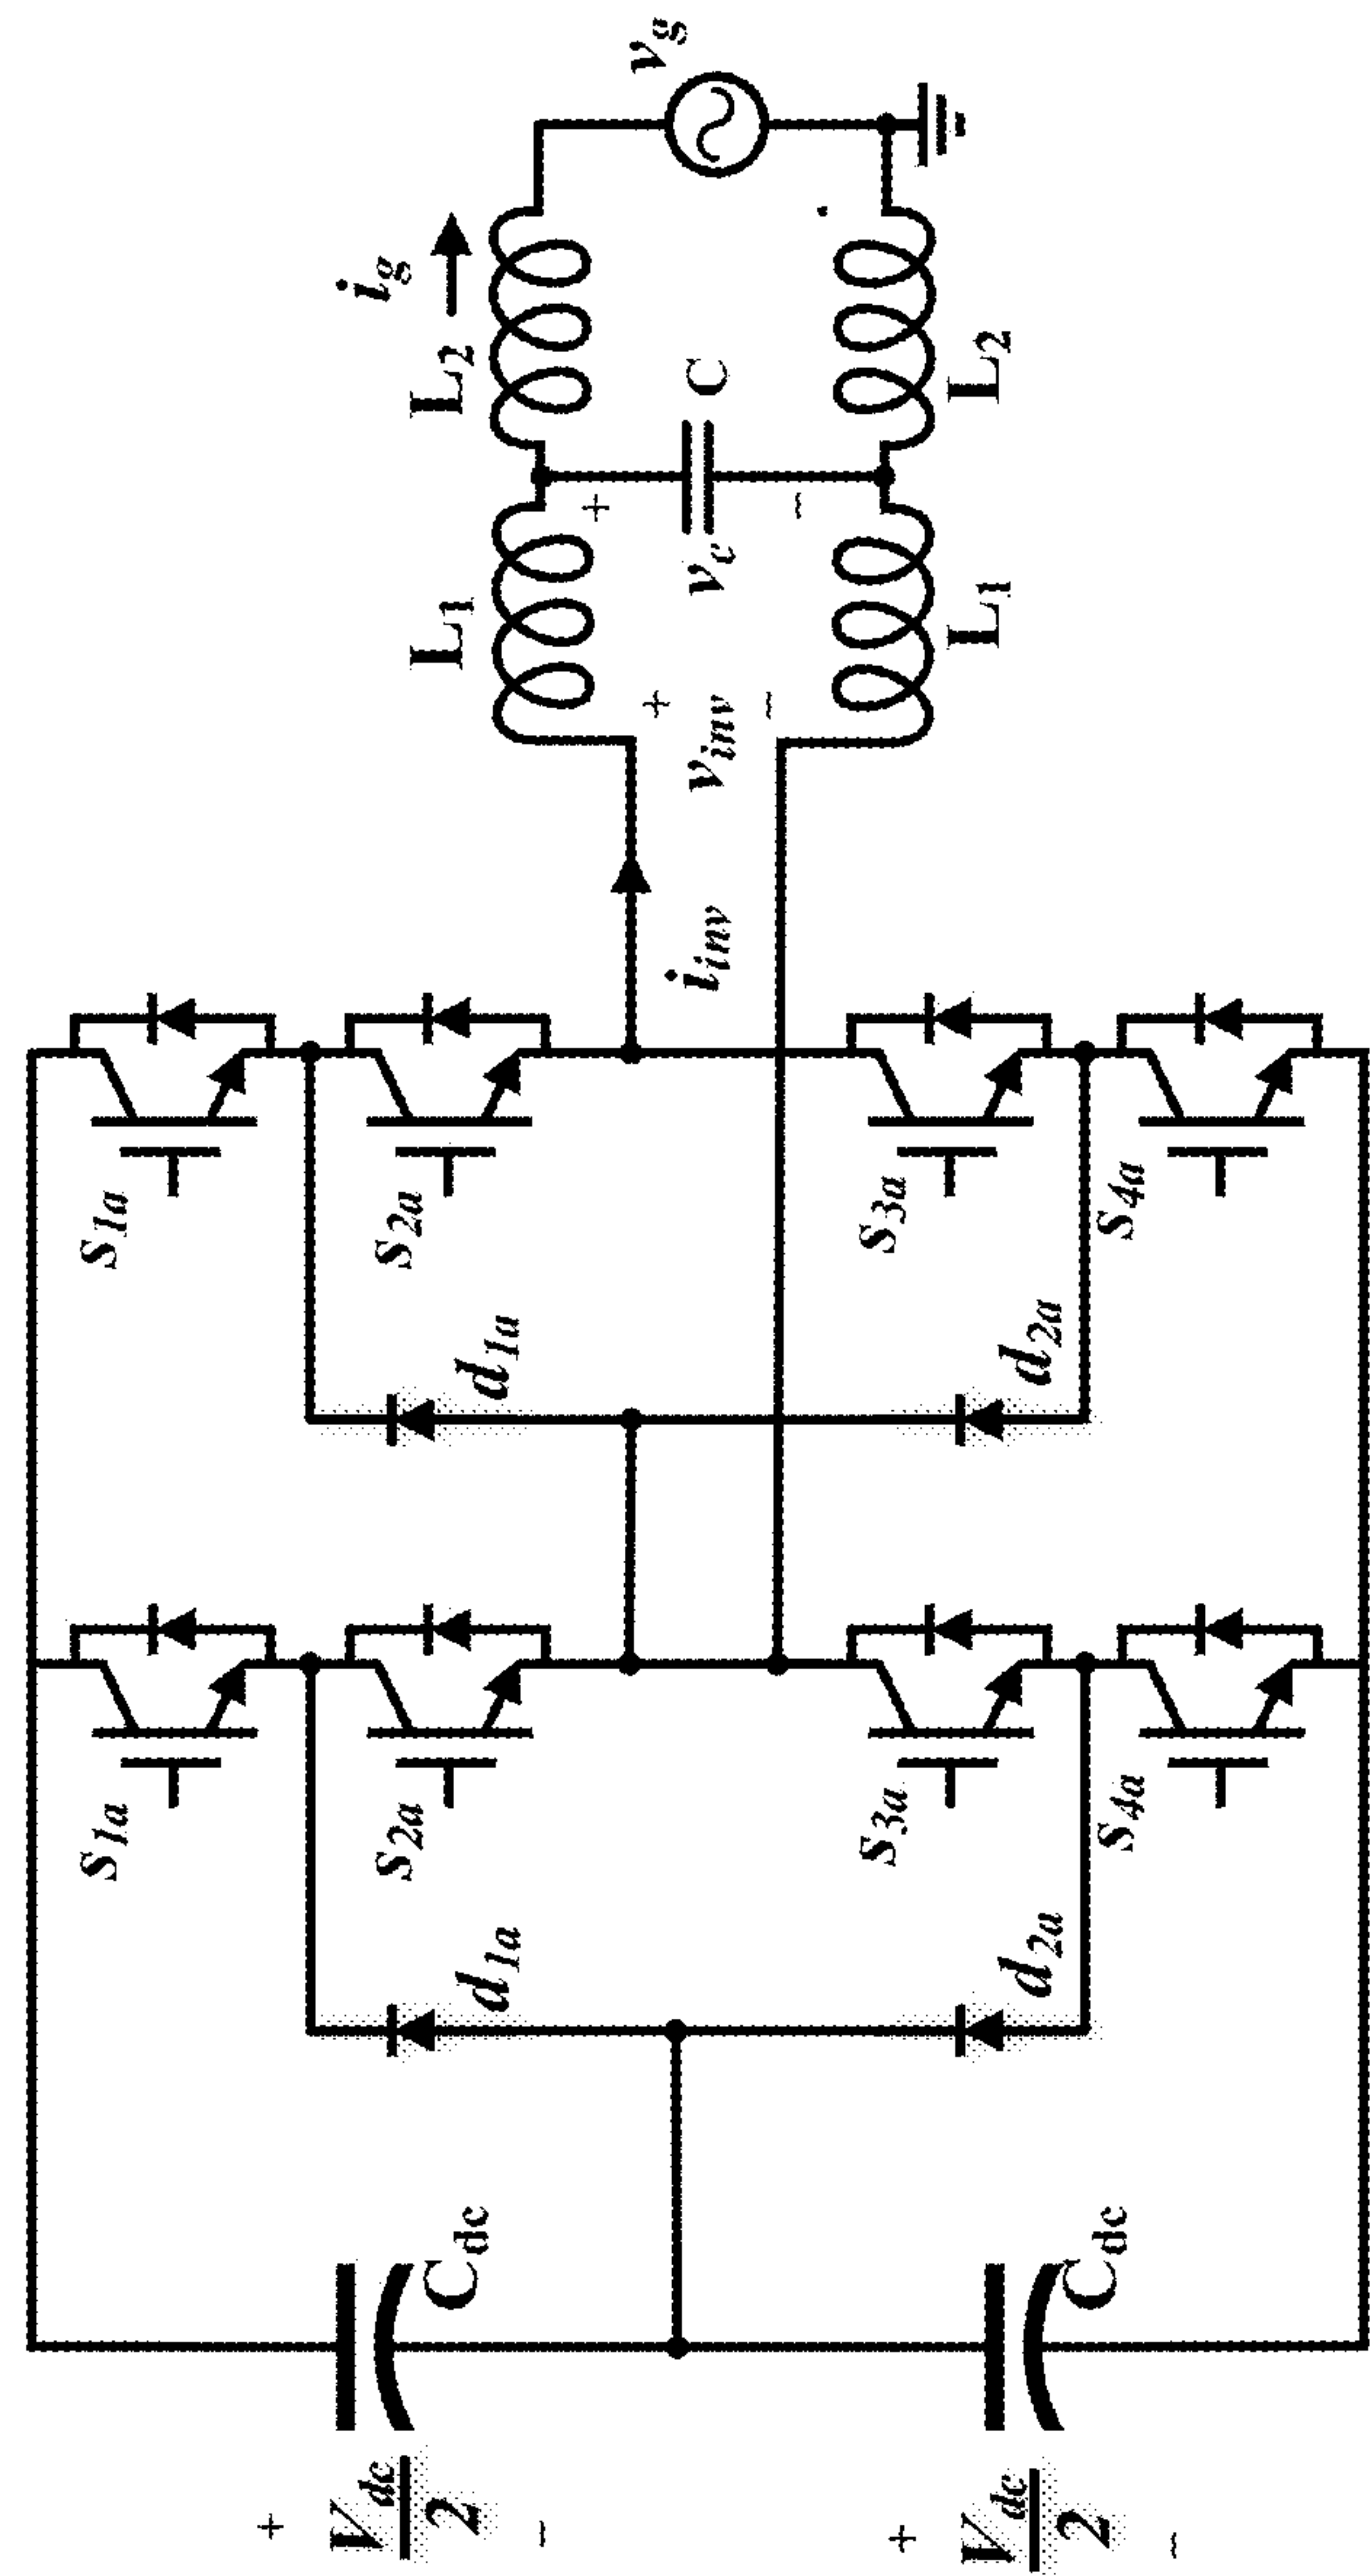 +
V_dc
2
-
C_dc
+
V_dc
2
-
C_dc
d_1a
d_2a
s_1a
s_2a
s_3a
s_4a
d_1a
d_2a
s_1a
s_2a
s_3a
s_4a
i_inv
+
v_inv
-
L_1
L_1
+
v_c
-
C
L_2
L_2
i_g
v_g